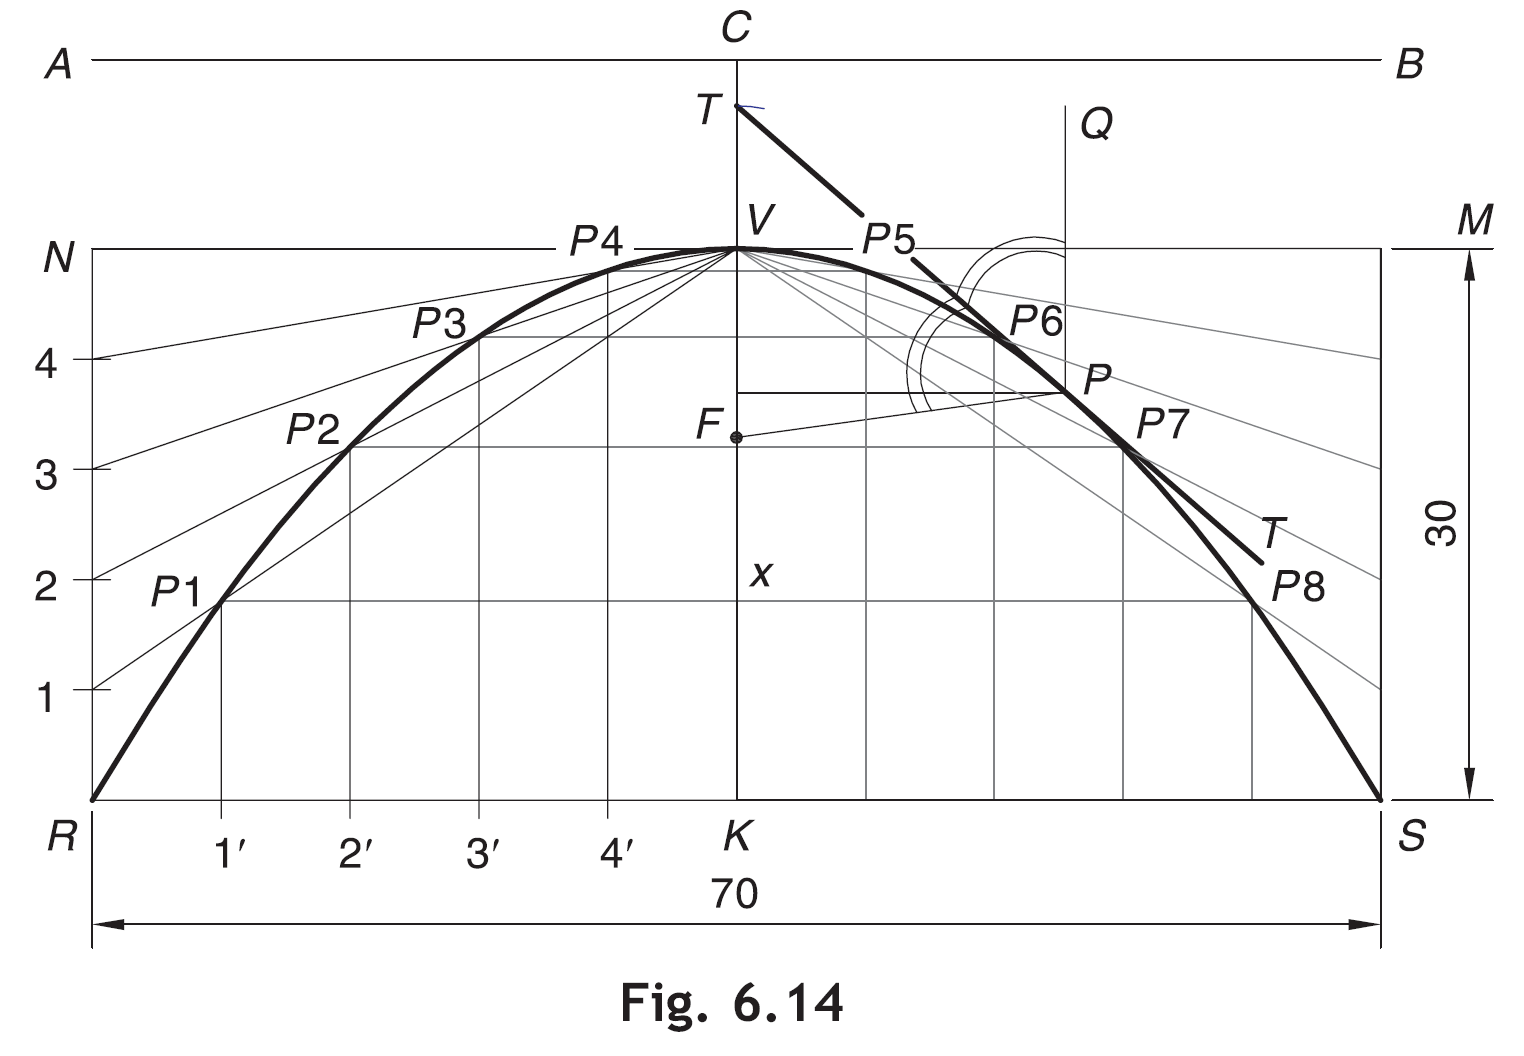 C
A B
T
Q
V
M
P4 P5
N
P3 P6
4
P
F
P2 P7
3
T
30
2 P1 x P8
1
R K S
1′ 2′ 3′ 4′
70
Fig. 6.14